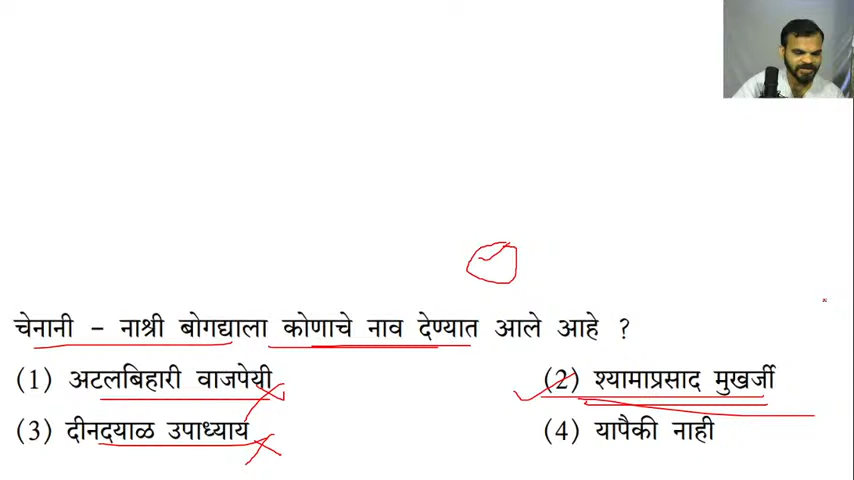 चेनानी - नाश्री बोगद्याला कोणाचे नाव देण्यात आले आहे ?
(1) अटलबिहारी वाजपेयी (2) श्यामाप्रसाद मुखर्जी
(3) दीनदयाळ उपाध्याय (4) यापैकी नाही